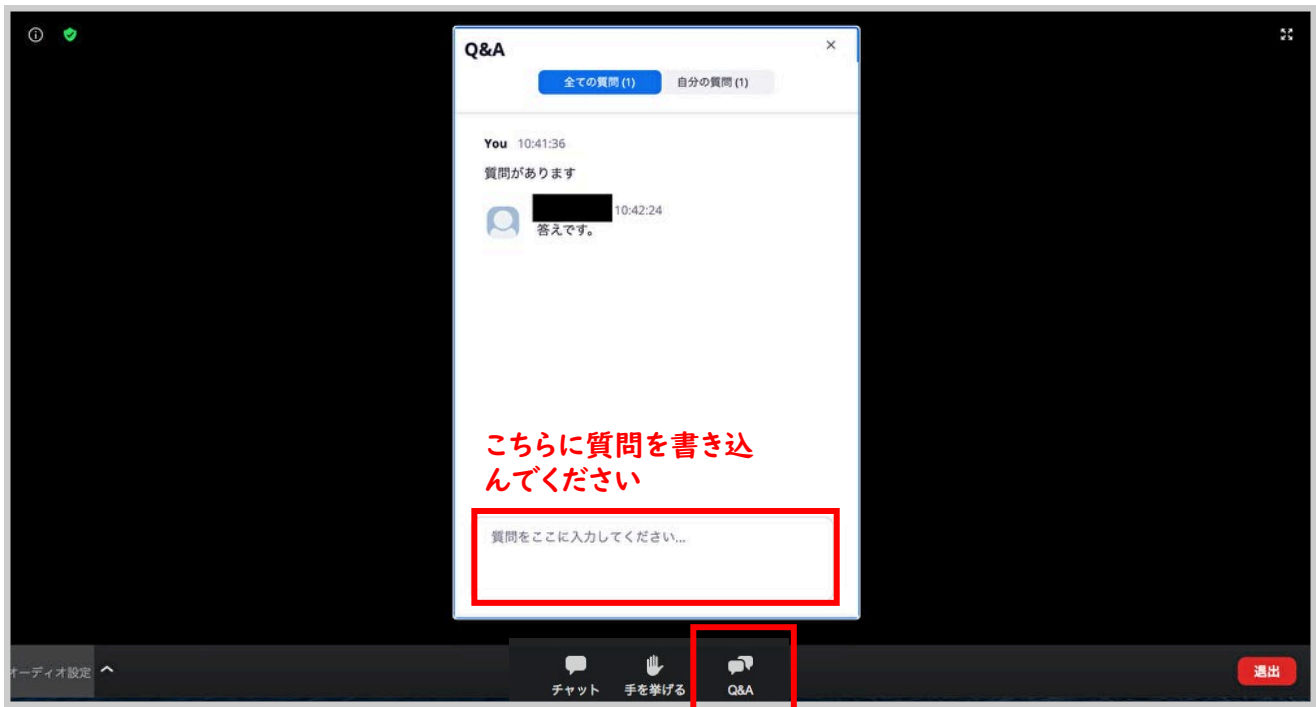 Q&A
全ての質問 (1)
自分の質問 (1)
You 10:41:36
質問があります
10:42:24
答えです。
こちらに質問を書き込
んでください
質問をここに入力してください...
オーディオ設定
チャット
手を挙げる
Q&A
退出